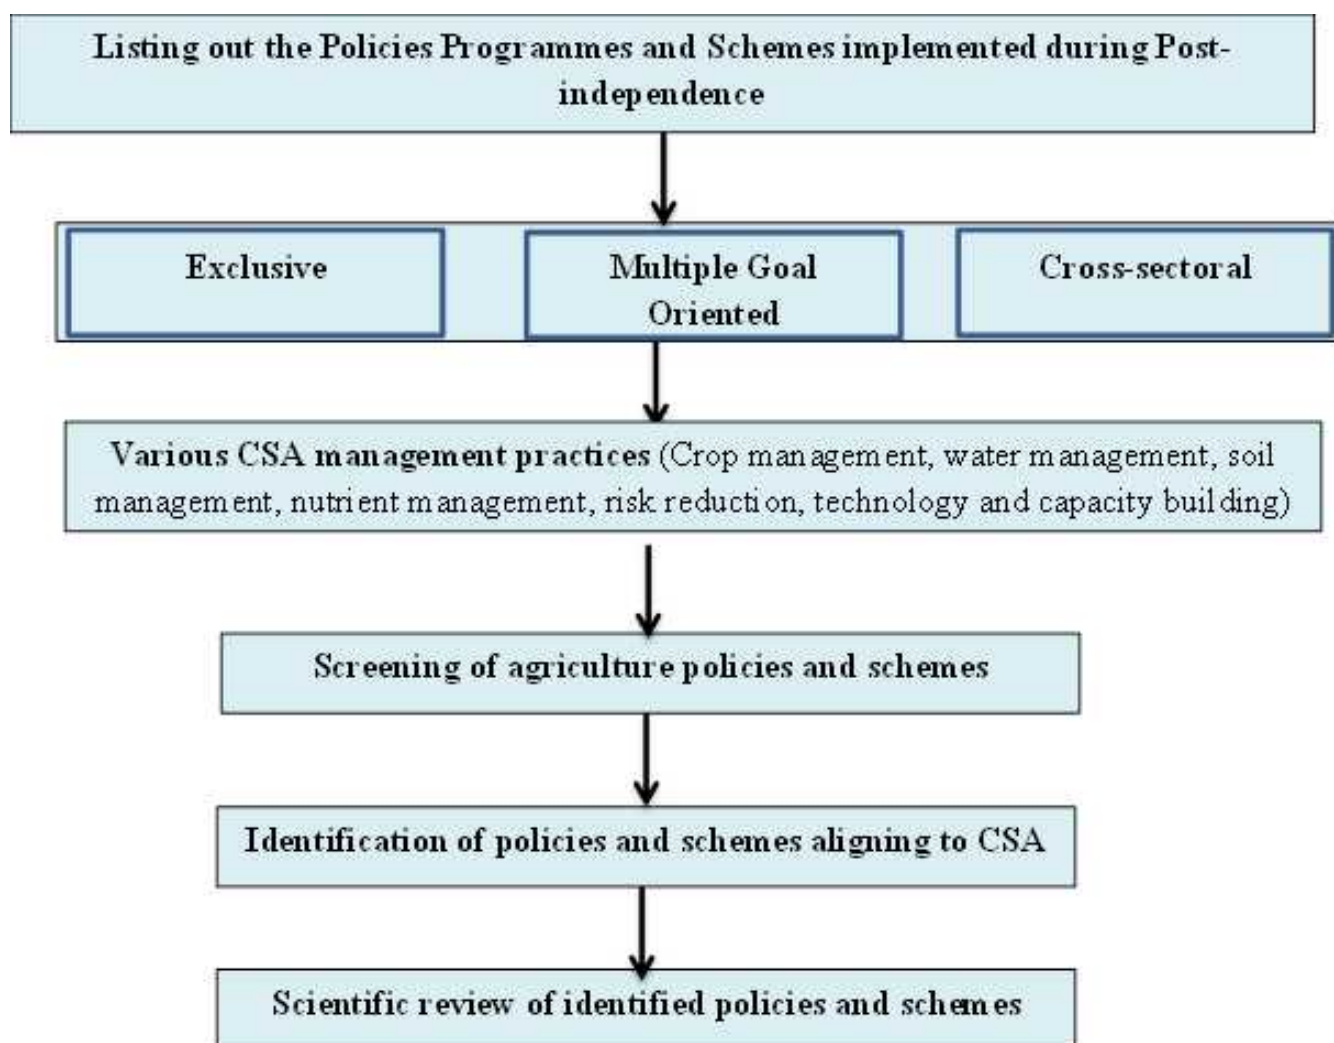 Listing out the Policies Programmes and Schemes implemented during Post-
independence
Exclusive
Multiple Goal
Oriented
Cross-sectoral
Various CSA management practices (Crop management, water management, soil
management, nutrient management, risk reduction, technology and capacity building)
Screening of agriculture policies and schemes
Identification of policies and schemes aligning to CSA
Scientific review of identified policies and schemes